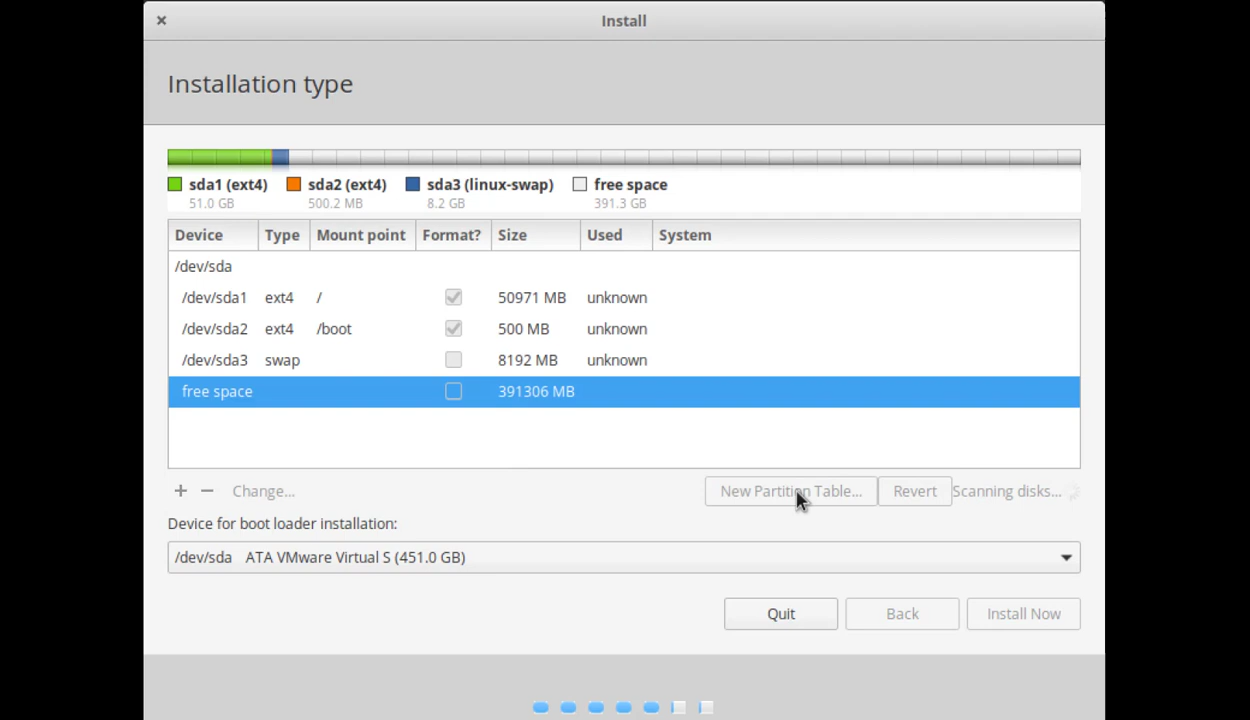 Install
Installation type
sda1 (ext4) sda2 (ext4) sda3 (linux-swap) free space
51.0 GB 500.2 MB 8.2 GB 391.3 GB
Device Type Mount point Format? Size Used System
/dev/sda
/dev/sda1 ext4 / 50971 MB unknown
/dev/sda2 ext4 /boot 500 MB unknown
/dev/sda3 swap 8192 MB unknown
free space 391306 MB
+ − Change... New Partition Table... Revert Scanning disks...
Device for boot loader installation:
/dev/sda ATA VMware Virtual S (451.0 GB)
Quit Back Install Now